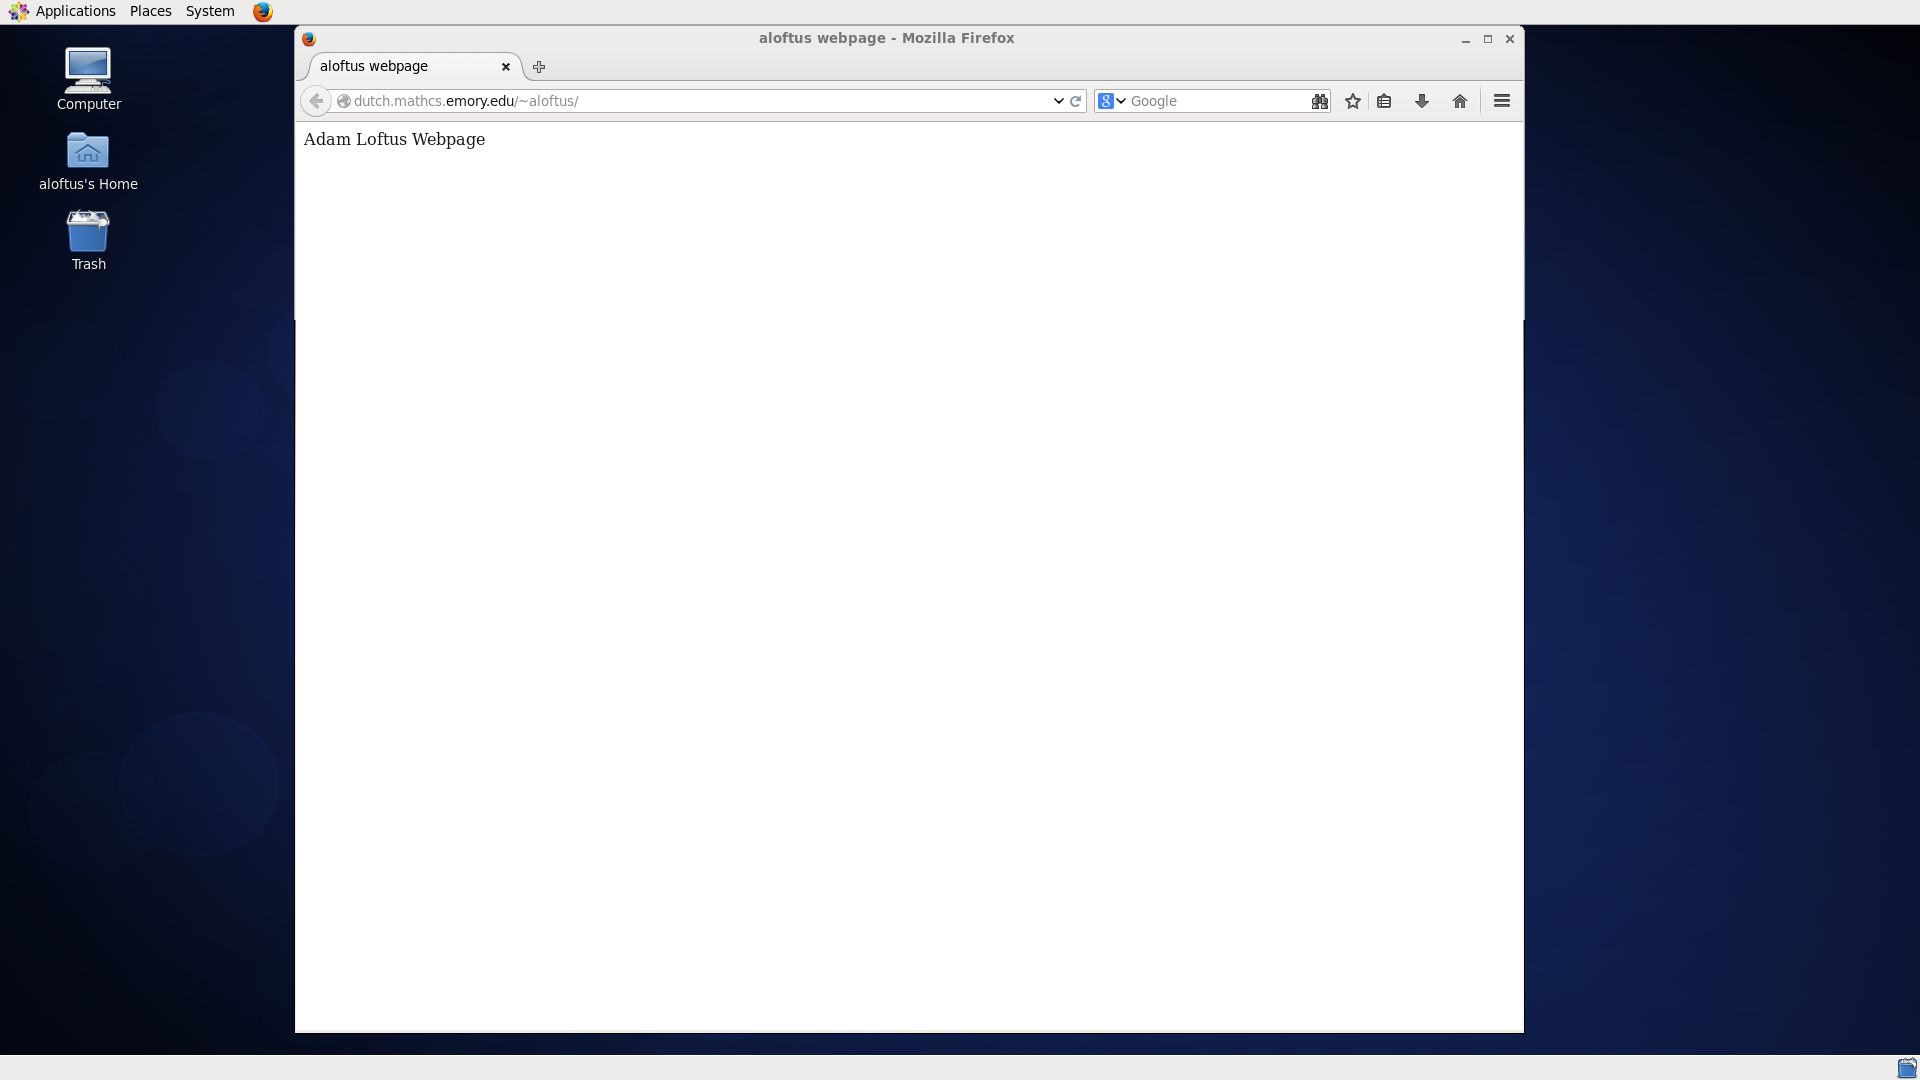 Applications Places System
aloftus webpage - Mozilla Firefox
aloftus webpage
dutch.mathcs.emory.edu/~aloftus/
8 Google
Adam Loftus Webpage
Computer
aloftus's Home
Trash